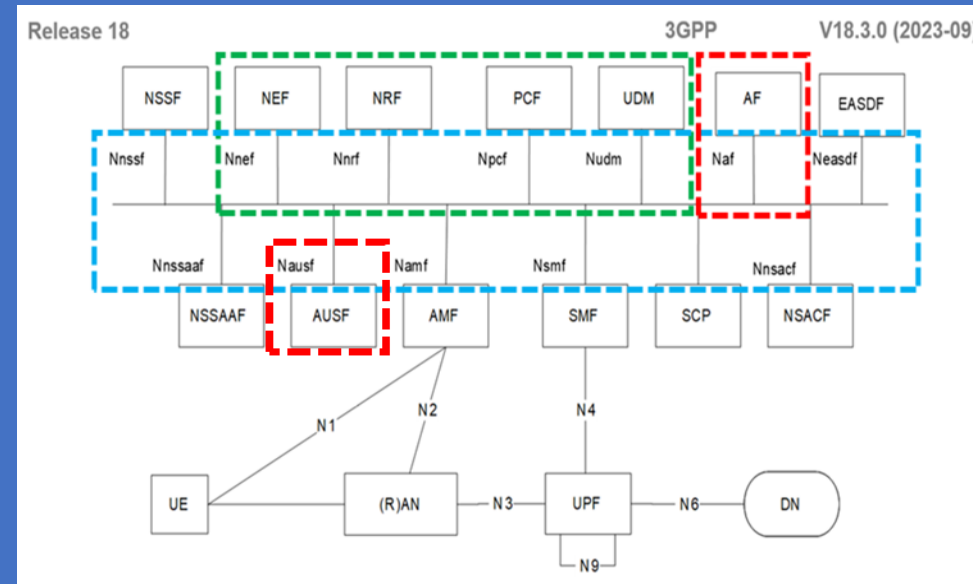 Release 18 3GPP V18.3.0 (2023-09)
NSSF NEF NRF PCF UDM AF EASDF
Nnssf Nnef Nnrf Npcf Nudm Naf Neasdf
Nnssaaf Nausf Namf Nsmf Nnsacf
NSSAAF AUSF AMF SMF SCP NSACF
N1 N2 N4
UE (R)AN N3 UPF N6 DN
N9